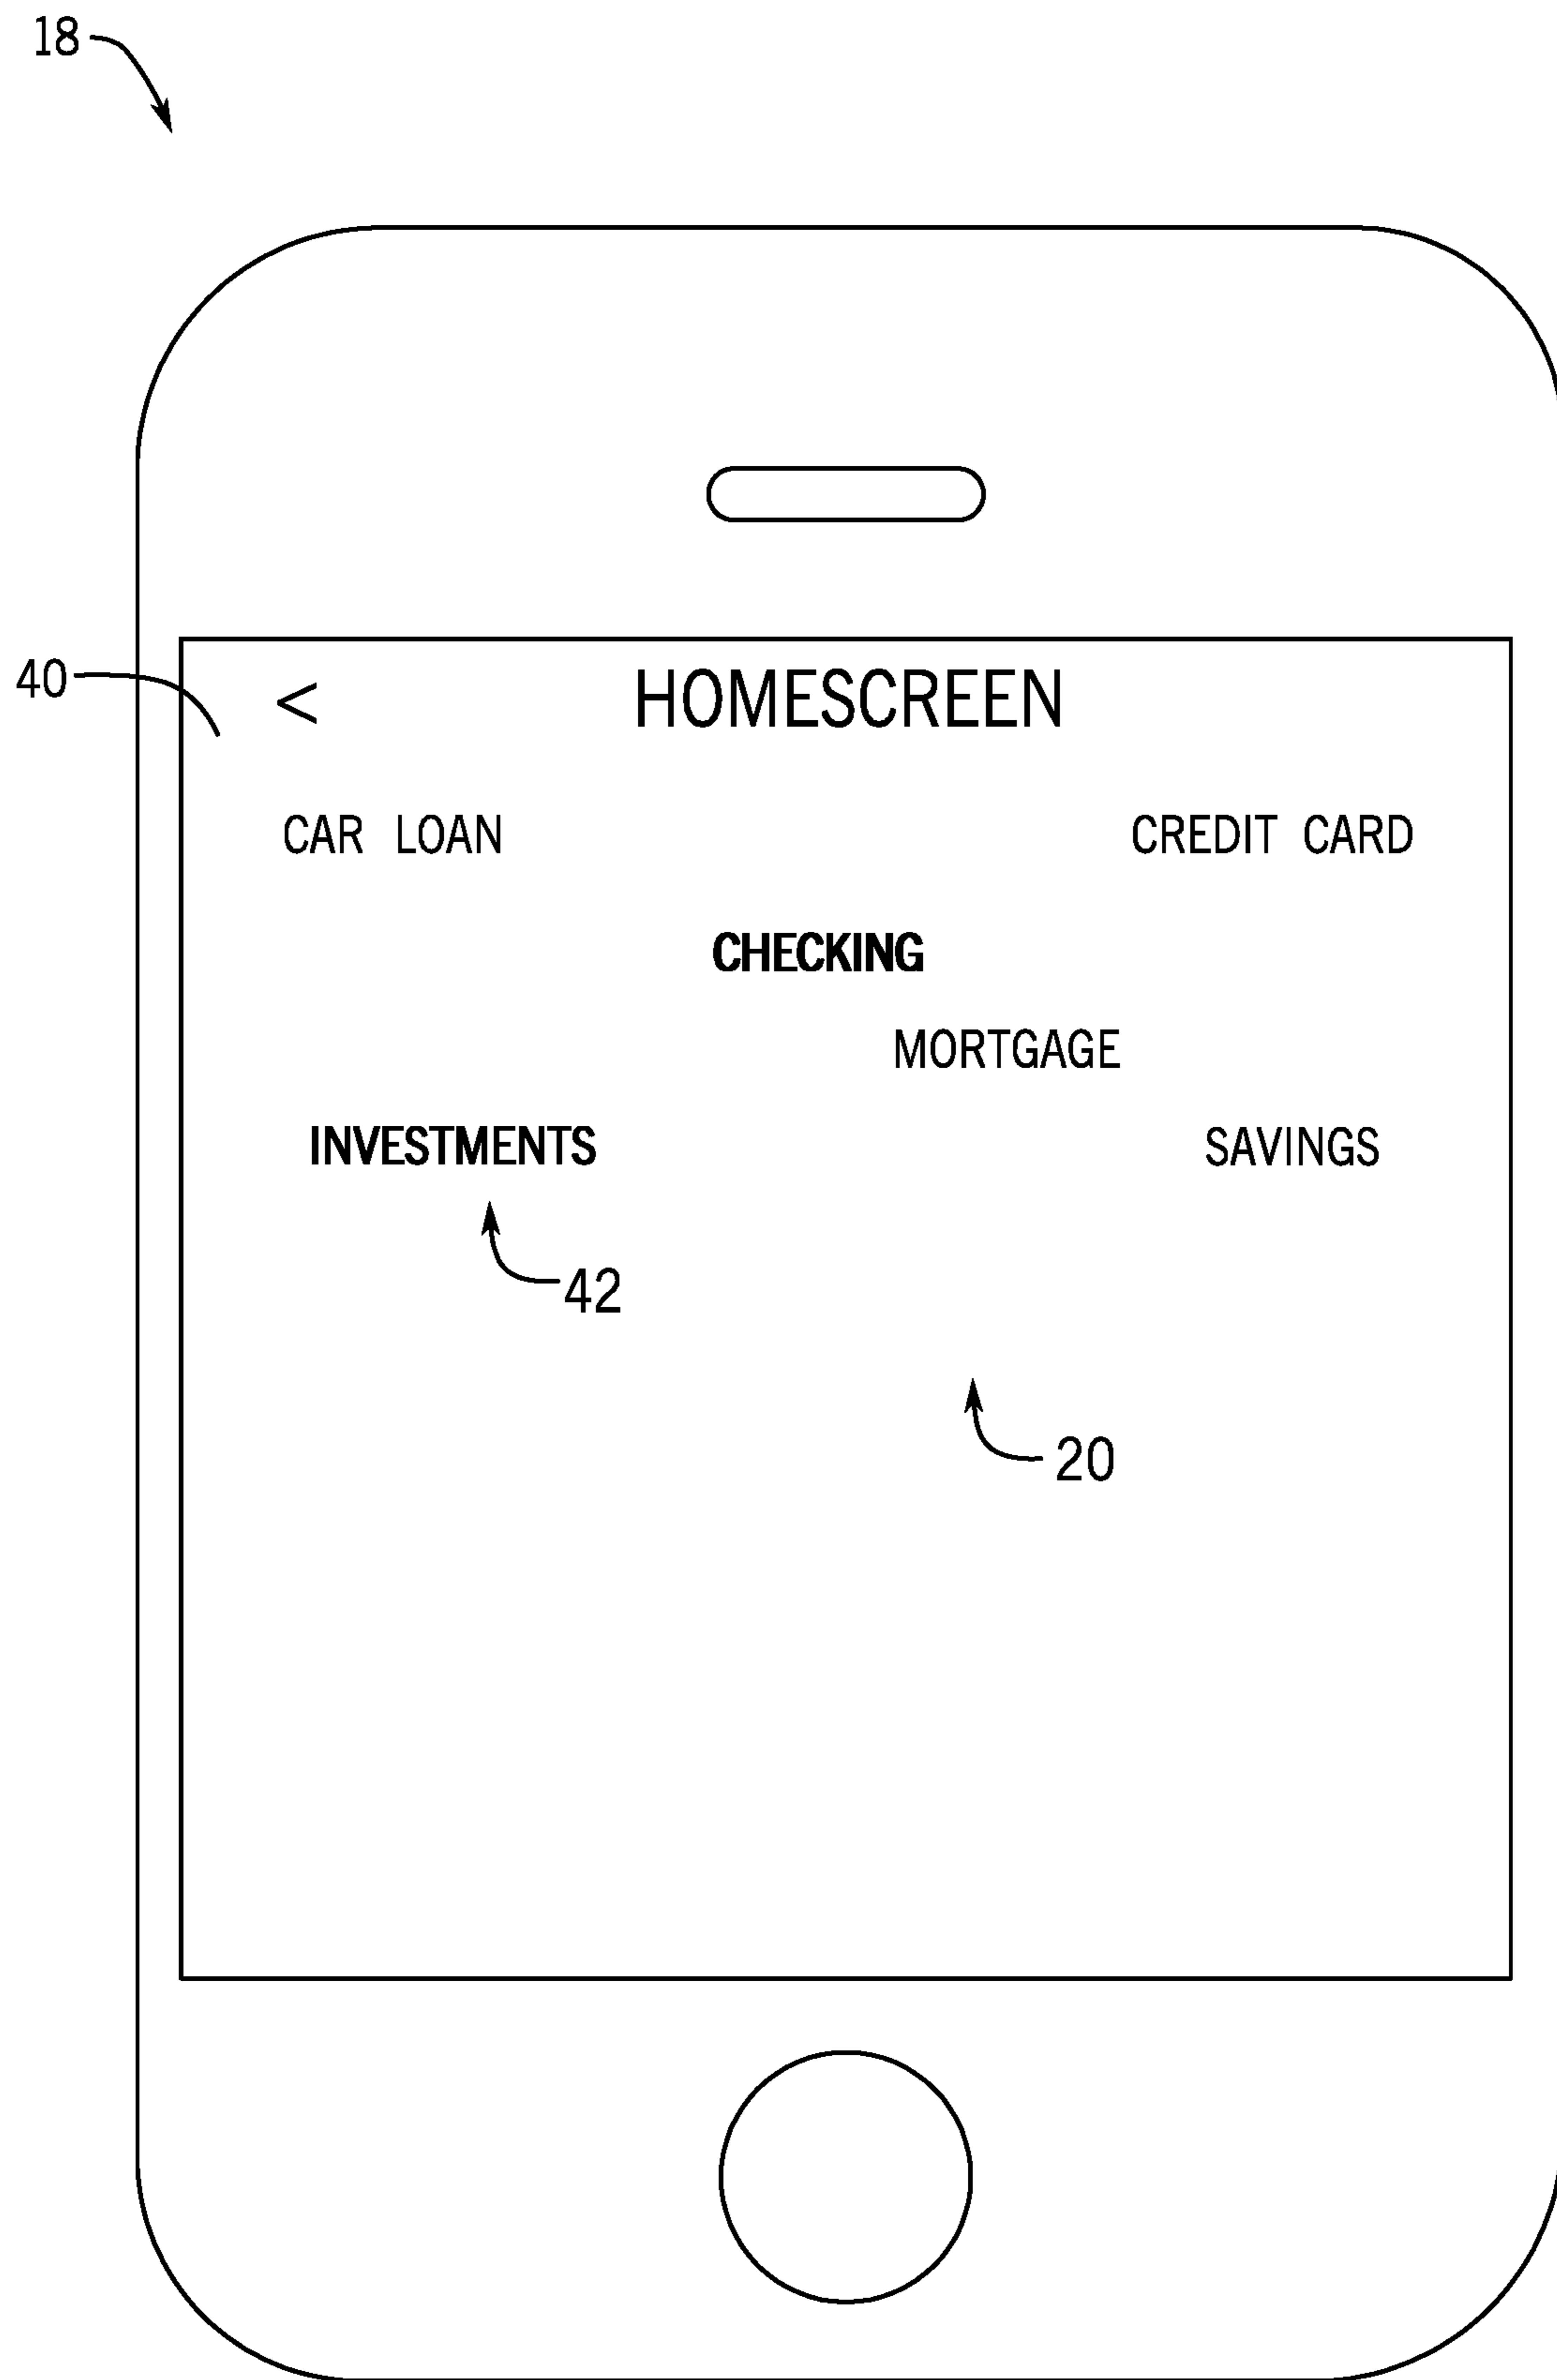 18
40
< HOMESCREEN
CAR LOAN CREDIT CARD
CHECKING
MORTGAGE
INVESTMENTS SAVINGS
42
20